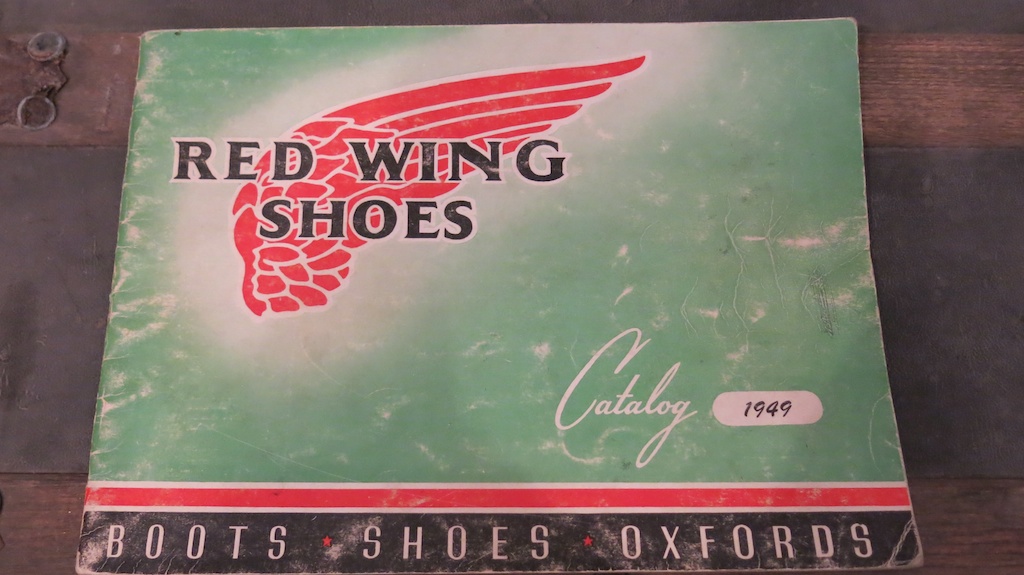 RED WING
SHOES
Catalog 1949
BOOTS ★ SHOES ★ OXFORDS